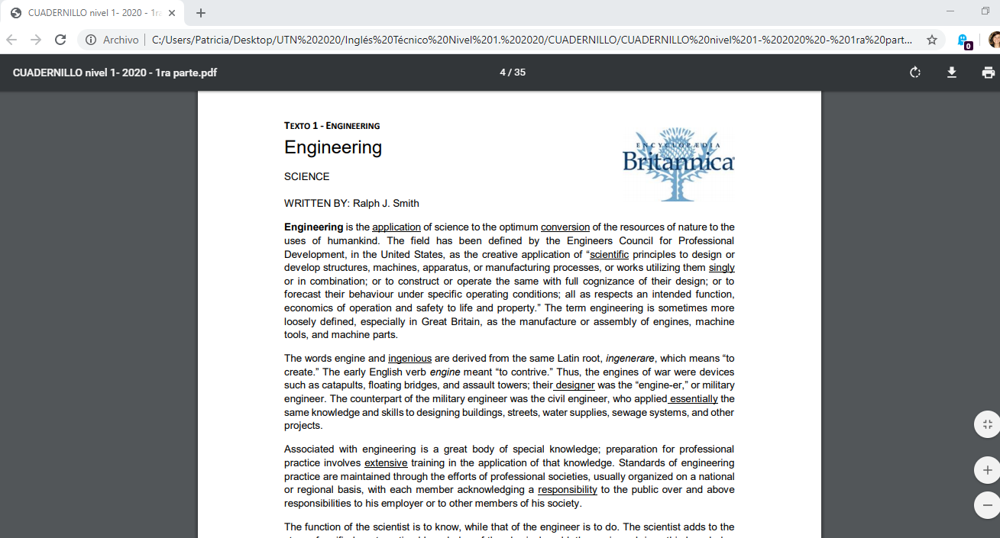 CUADERNILLO nivel 1- 2020 - 1ra
Archivo
C:/Users/Patricia/Desktop/UTN%202020/Inglés%20Técnico%20Nivel%201.%202020/CUADERNILLO/CUADERNILLO%20nivel%201-%202020%20-%201ra%20part...
0
CUADERNILLO nivel 1- 2020 - 1ra parte.pdf
4 / 35
TEXTO 1 - ENGINEERING
Engineering
ENCYCLOPÆDIA
Britannica
SCIENCE
WRITTEN BY: Ralph J. Smith
Engineering is the application of science to the optimum conversion of the resources of nature to the
uses of humankind. The field has been defined by the Engineers Council for Professional
Development, in the United States, as the creative application of “scientific principles to design or
develop structures, machines, apparatus, or manufacturing processes, or works utilizing them singly
or in combination; or to construct or operate the same with full cognizance of their design; or to
forecast their behaviour under specific operating conditions; all as respects an intended function,
economics of operation and safety to life and property.” The term engineering is sometimes more
loosely defined, especially in Great Britain, as the manufacture or assembly of engines, machine
tools, and machine parts.
The words engine and ingenious are derived from the same Latin root, ingenerare, which means “to
create.” The early English verb engine meant “to contrive.” Thus, the engines of war were devices
such as catapults, floating bridges, and assault towers; their designer was the “engine-er,” or military
engineer. The counterpart of the military engineer was the civil engineer, who applied essentially the
same knowledge and skills to designing buildings, streets, water supplies, sewage systems, and other
projects.
Associated with engineering is a great body of special knowledge; preparation for professional
practice involves extensive training in the application of that knowledge. Standards of engineering
practice are maintained through the efforts of professional societies, usually organized on a national
or regional basis, with each member acknowledging a responsibility to the public over and above
responsibilities to his employer or to other members of his society.
The function of the scientist is to know, while that of the engineer is to do. The scientist adds to the